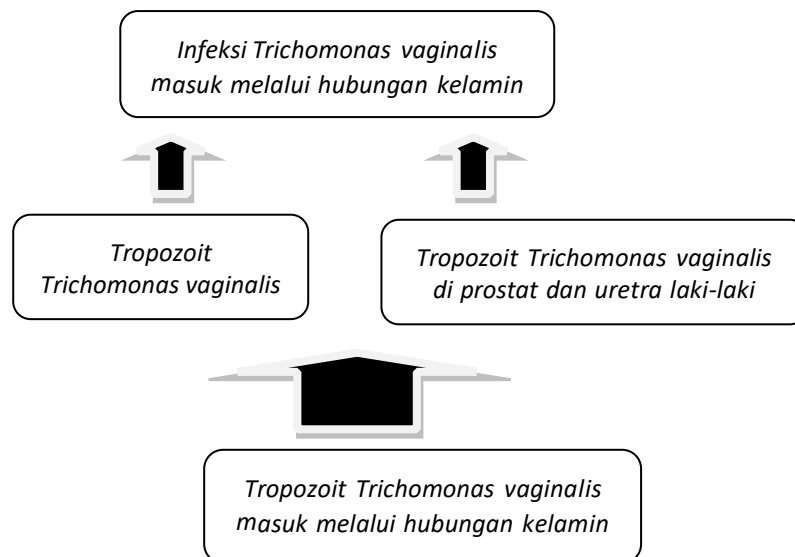 Infeksi Trichomonas vaginalis
masuk melalui hubungan kelamin
Tropozoit
Trichomonas vaginalis
Tropozoit Trichomonas vaginalis
di prostat dan uretra laki-laki
Tropozoit Trichomonas vaginalis
masuk melalui hubungan kelamin